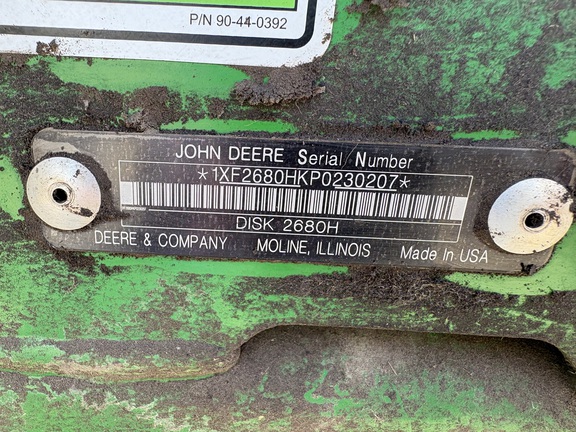 P/N 90-44-0392
JOHN DEERE Serial Number
*1XF2680HKP0230207*
DISK 2680H
DEERE & COMPANY MOLINE, ILLINOIS Made In USA